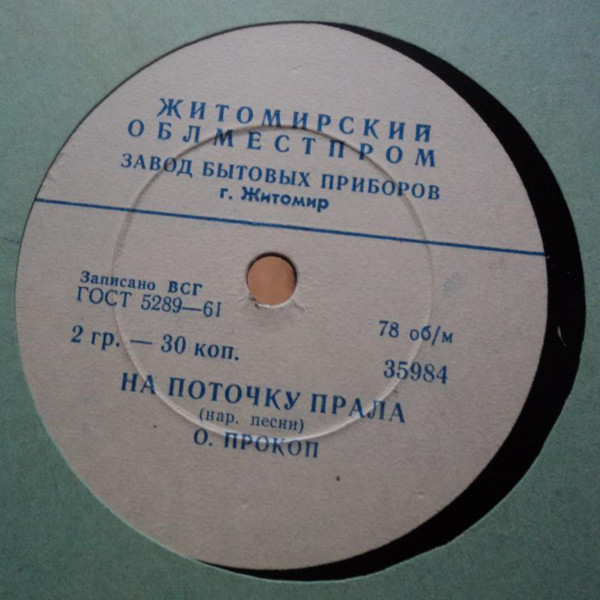 ЖИТОМИРСКИЙ
ОБЛМЕСТПРОМ
ЗАВОД БЫТОВЫХ ПРИБОРОВ
г. Житомир
Записано ВСГ
ГОСТ 5289—61
78 об/м
2 гр. — 30 коп.
35984
НА ПОТОЧКУ ПРАЛА
(нар. песни)
О. ПРОКОП